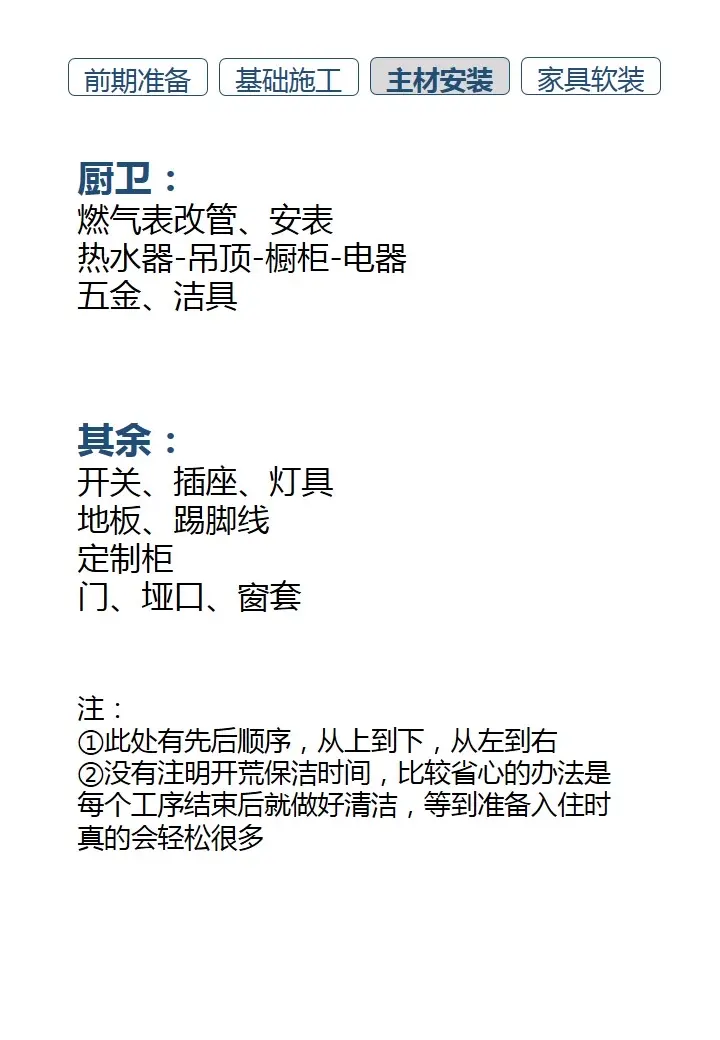 前期准备 基础施工 主材安装 家具软装
厨卫：
燃气表改管、安表
热水器-吊顶-橱柜-电器
五金、洁具
其余：
开关、插座、灯具
地板、踢脚线
定制柜
门、垭口、窗套
注：
①此处有先后顺序，从上到下，从左到右
②没有注明开荒保洁时间，比较省心的办法是
每个工序结束后就做好清洁，等到准备入住时
真的会轻松很多